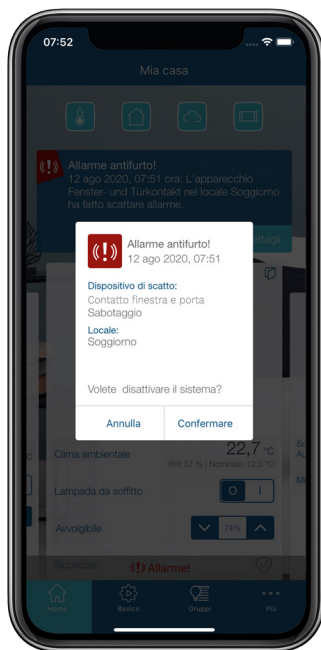 07:52
Mia casa
Allarme antifurto!
12 ago 2020, 07:51 ora: L'apparecchio
Fenster- und Türkontakt nel locale Soggiorno
ha fatto scattare allarme.
Allarme antifurto!
12 ago 2020, 07:51
Dispositivo di scatto:
Contatto finestra e porta
Sabotaggio
Locale:
Soggiorno
Volete disattivare il sistema?
Annulla Confermare
Clima ambientale 22,7 °C
RH: 57 % | Nominale: 12,0 °C
Lampada da soffitto O I
Avvolgibile 74%
Sicurezza Allarme!
Home Basics Gruppi Più